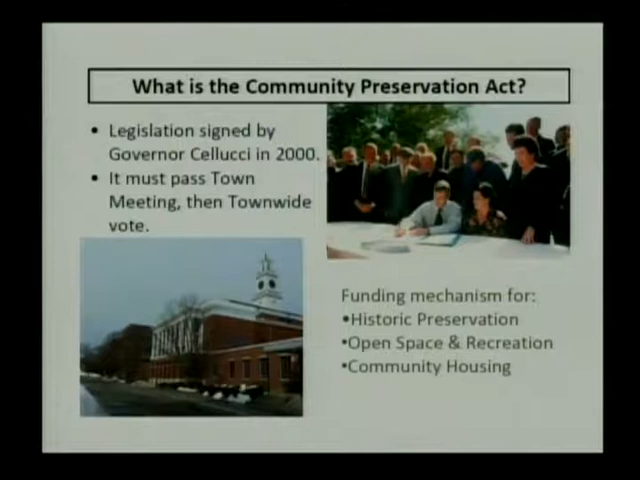 What is the Community Preservation Act?
• Legislation signed by
Governor Cellucci in 2000.
• It must pass Town
Meeting, then Townwide
vote.
Funding mechanism for:
•Historic Preservation
•Open Space & Recreation
•Community Housing